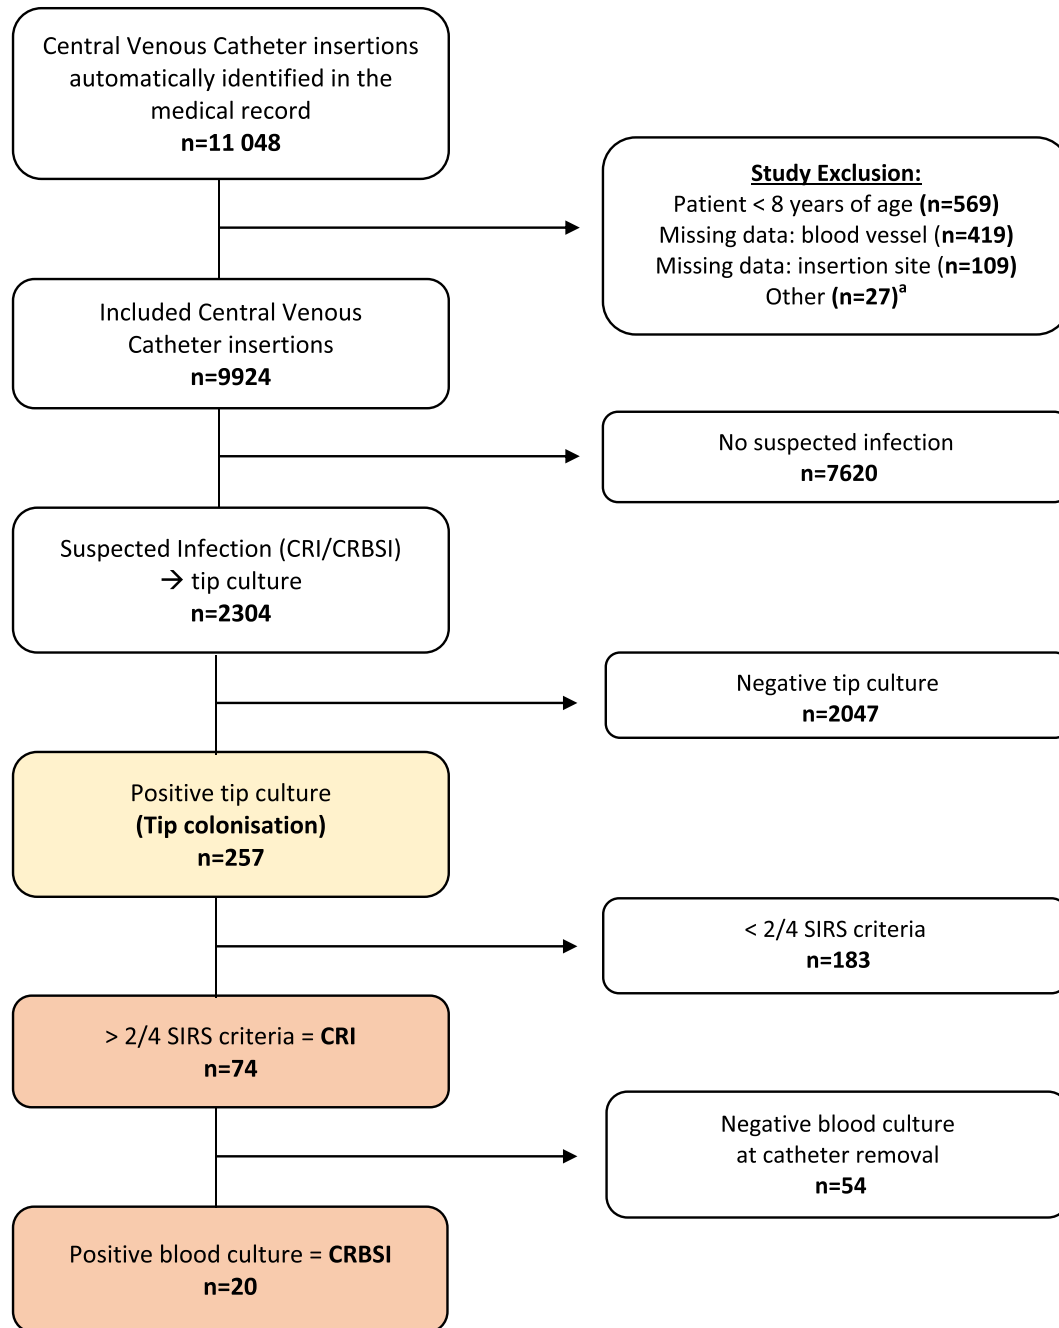 Central Venous Catheter insertions
automatically identified in the
medical record
n=11 048
Study Exclusion:
Patient < 8 years of age (n=569)
Missing data: blood vessel (n=419)
Missing data: insertion site (n=109)
Other (n=27)ᵃ
Included Central Venous
Catheter insertions
n=9924
No suspected infection
n=7620
Suspected Infection (CRI/CRBSI)
→ tip culture
n=2304
Negative tip culture
n=2047
Positive tip culture
(Tip colonisation)
n=257
< 2/4 SIRS criteria
n=183
> 2/4 SIRS criteria = CRI
n=74
Negative blood culture
at catheter removal
n=54
Positive blood culture = CRBSI
n=20